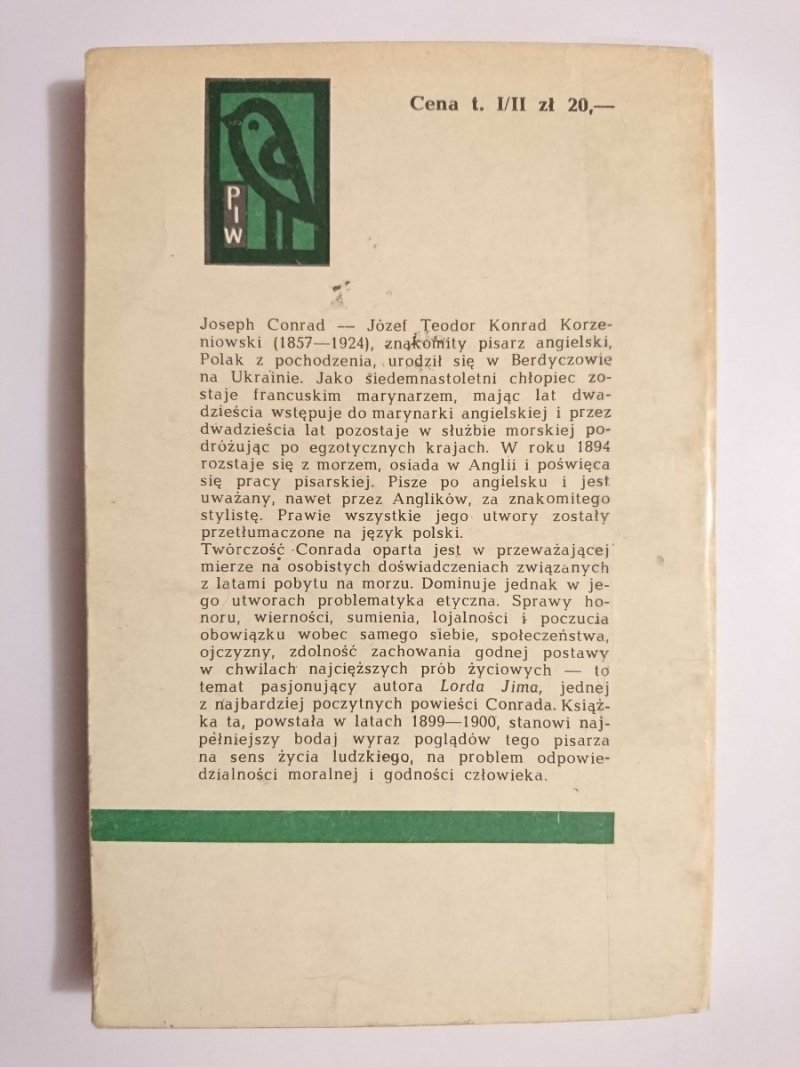 Cena t. I/II zł 20,—
P
I
W
Joseph Conrad — Józef Teodor Konrad Korze-
niowski (1857—1924), znakomity pisarz angielski,
Polak z pochodzenia, urodził się w Berdyczowie
na Ukrainie. Jako siedemnastoletni chłopiec zo-
staje francuskim marynarzem, mając lat dwa-
dzieścia wstępuje do marynarki angielskiej i przez
dwadzieścia lat pozostaje w służbie morskiej po-
dróżując po egzotycznych krajach. W roku 1894
rozstaje się z morzem, osiada w Anglii i poświęca
się pracy pisarskiej. Pisze po angielsku i jest
uważany, nawet przez Anglików, za znakomitego
stylistę. Prawie wszystkie jego utwory zostały
przetłumaczone na język polski.
Twórczość Conrada oparta jest w przeważającej
mierze na osobistych doświadczeniach związanych
z latami pobytu na morzu. Dominuje jednak w je-
go utworach problematyka etyczna. Sprawy ho-
noru, wierności, sumienia, lojalności i poczucia
obowiązku wobec samego siebie, społeczeństwa,
ojczyzny, zdolność zachowania godnej postawy
w chwilach najcięższych prób życiowych — to
temat pasjonujący autora Lorda Jima, jednej
z najbardziej poczytnych powieści Conrada. Książ-
ka ta, powstała w latach 1899—1900, stanowi naj-
pełniejszy bodaj wyraz poglądów tego pisarza
na sens życia ludzkiego, na problem odpowie-
dzialności moralnej i godności człowieka.